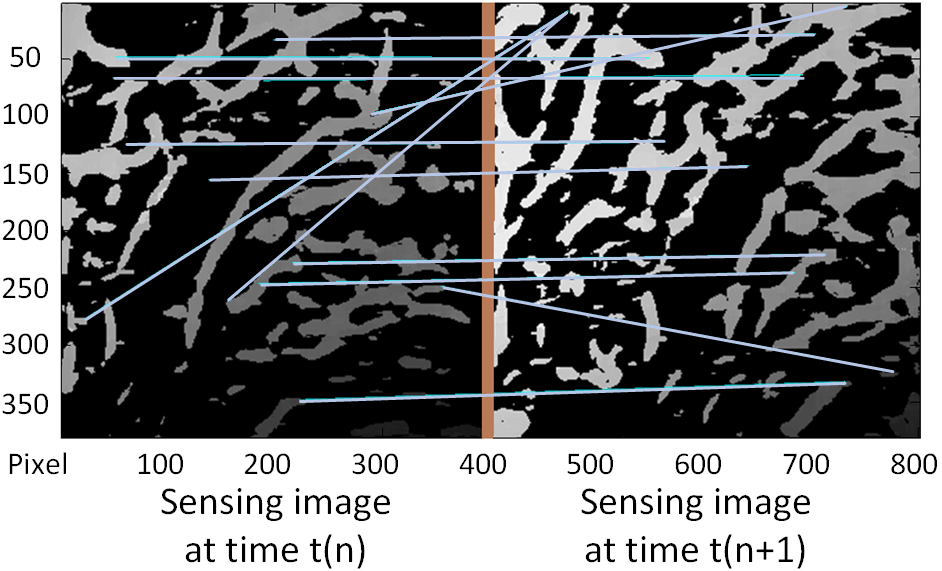 50
100
150
200
250
300
350
Pixel 100 200 300 400 500 600 700 800
Sensing image Sensing image
at time t(n) at time t(n+1)